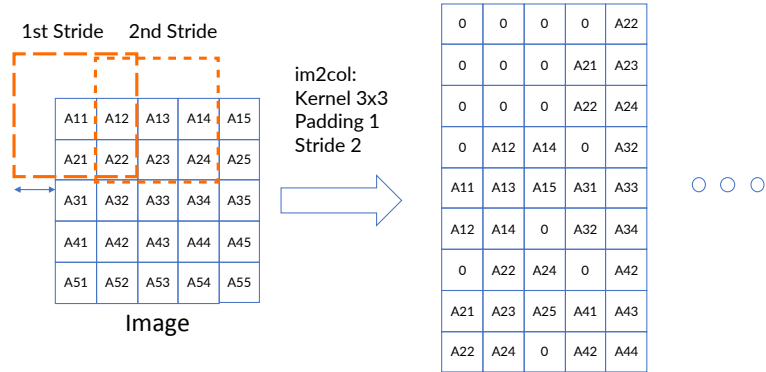 1st Stride 2nd Stride
A11 A12 A13 A14 A15
A21 A22 A23 A24 A25
A31 A32 A33 A34 A35
A41 A42 A43 A44 A45
A51 A52 A53 A54 A55
Image
im2col:
Kernel 3x3
Padding 1
Stride 2
0 0 0 0 A22
0 0 0 A21 A23
0 0 0 A22 A24
0 A12 A14 0 A32
A11 A13 A15 A31 A33
A12 A14 0 A32 A34
0 A22 A24 0 A42
A21 A23 A25 A41 A43
A22 A24 0 A42 A44